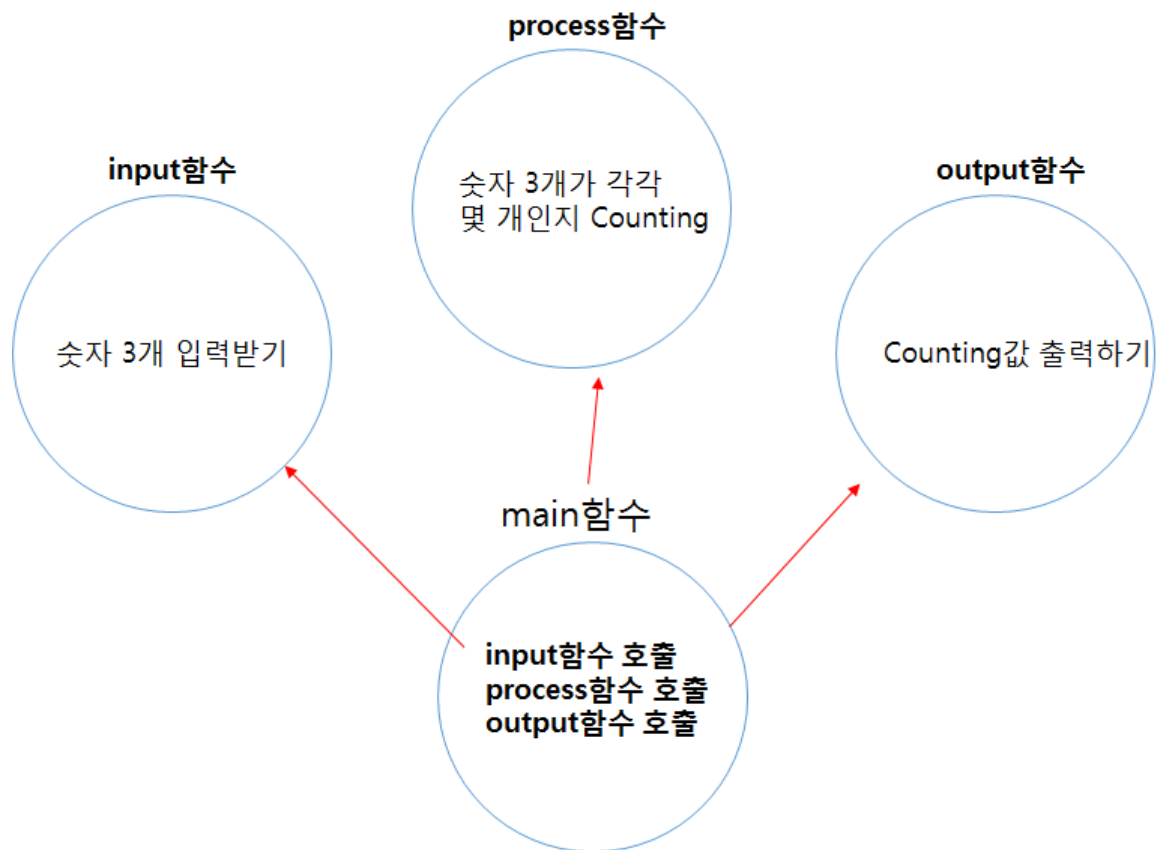 process함수
숫자 3개가 각각
몇 개인지 Counting
input함수
숫자 3개 입력받기
output함수
Counting값 출력하기
main함수
input함수 호출
process함수 호출
output함수 호출